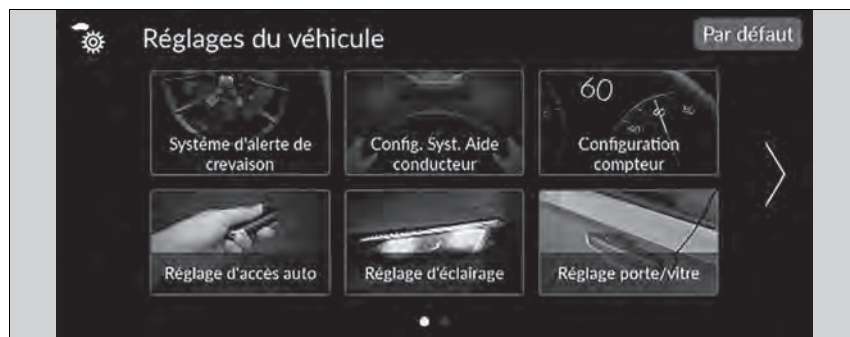 Réglages du véhicule
Par défaut
Systéme d'alerte de
crevaison
Config. Syst. Aide
conducteur
60
Configuration
compteur
Réglage d'accès auto
Réglage d'éclairage
Réglage porte/vitre